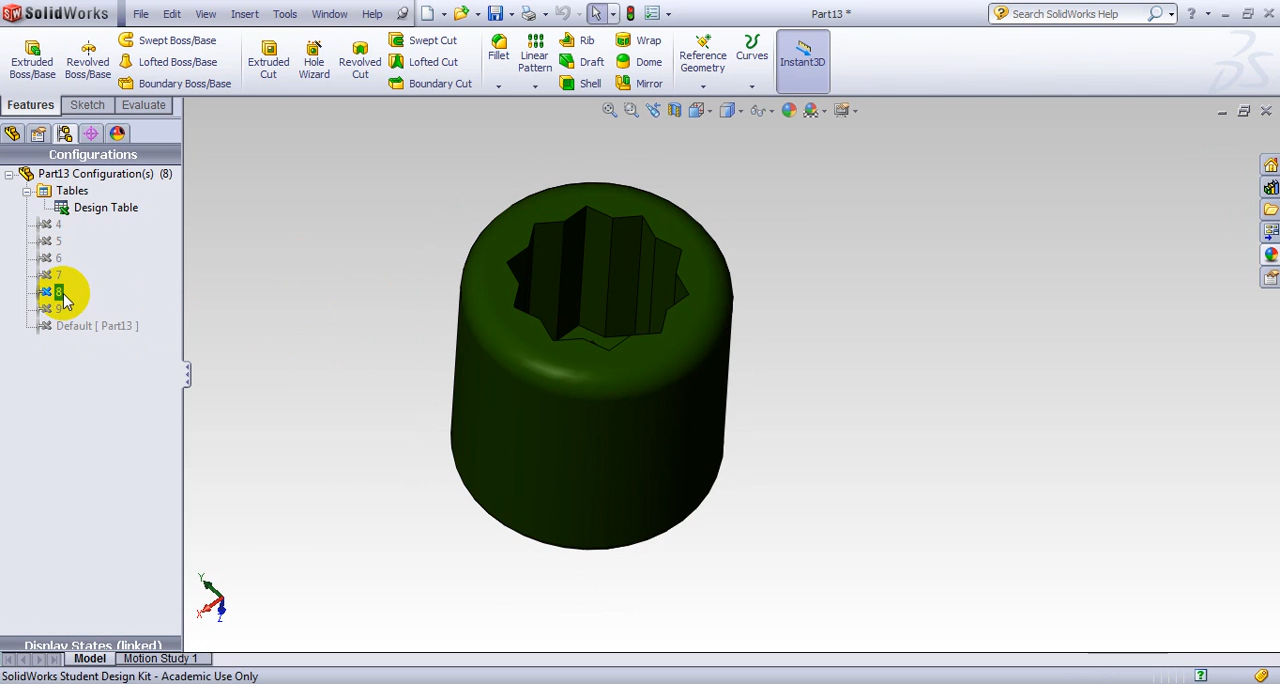 SolidWorks File Edit View Insert Tools Window Help Part13 * Search SolidWorks Help
Extruded Boss/Base
Revolved Boss/Base
Swept Boss/Base
Lofted Boss/Base
Boundary Boss/Base
Extruded Cut
Hole Wizard
Revolved Cut
Swept Cut
Lofted Cut
Boundary Cut
Fillet
Linear Pattern
Rib
Draft
Shell
Wrap
Dome
Mirror
Reference Geometry
Curves
Instant3D
Features Sketch Evaluate
Configurations
Part13 Configuration(s) (8)
Tables
Design Table
4
5
6
7
8
9
Default [ Part13 ]
Y
X
Z
Display States (linked)
Model Motion Study 1
SolidWorks Student Design Kit - Academic Use Only